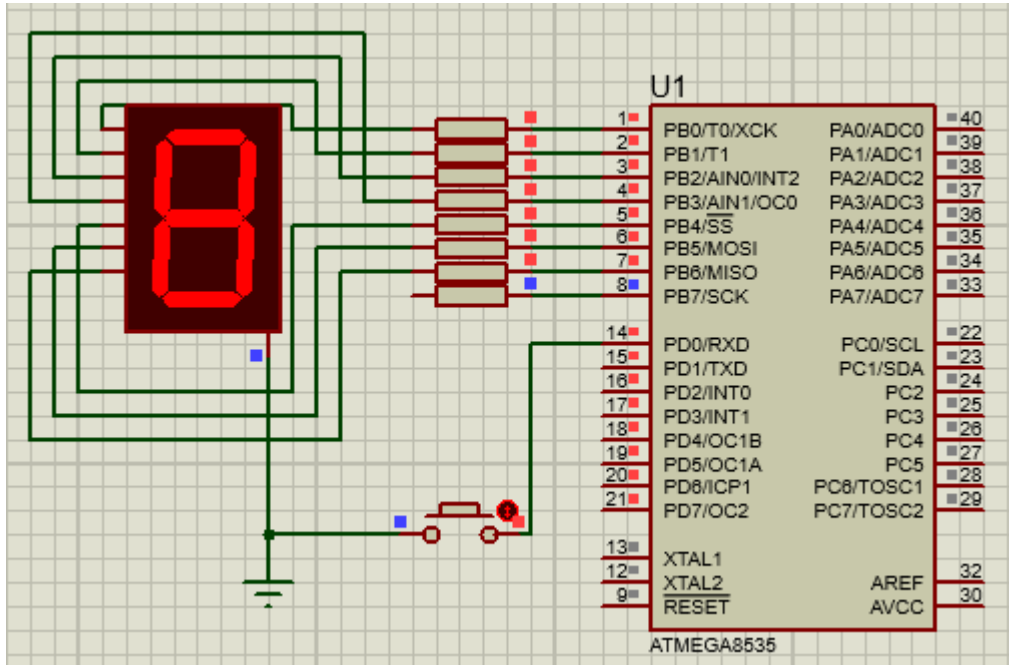 U1
1 PB0/T0/XCK PA0/ADC0 40
2 PB1/T1 PA1/ADC1 39
3 PB2/AIN0/INT2 PA2/ADC2 38
4 PB3/AIN1/OC0 PA3/ADC3 37
5 PB4/SS PA4/ADC4 36
6 PB5/MOSI PA5/ADC5 35
7 PB6/MISO PA6/ADC6 34
8 PB7/SCK PA7/ADC7 33
14 PD0/RXD PC0/SCL 22
15 PD1/TXD PC1/SDA 23
16 PD2/INT0 PC2 24
17 PD3/INT1 PC3 25
18 PD4/OC1B PC4 26
19 PD5/OC1A PC5 27
20 PD6/ICP1 PC6/TOSC1 28
21 PD7/OC2 PC7/TOSC2 29
13 XTAL1
12 XTAL2 AREF 32
9 RESET AVCC 30
ATMEGA8535